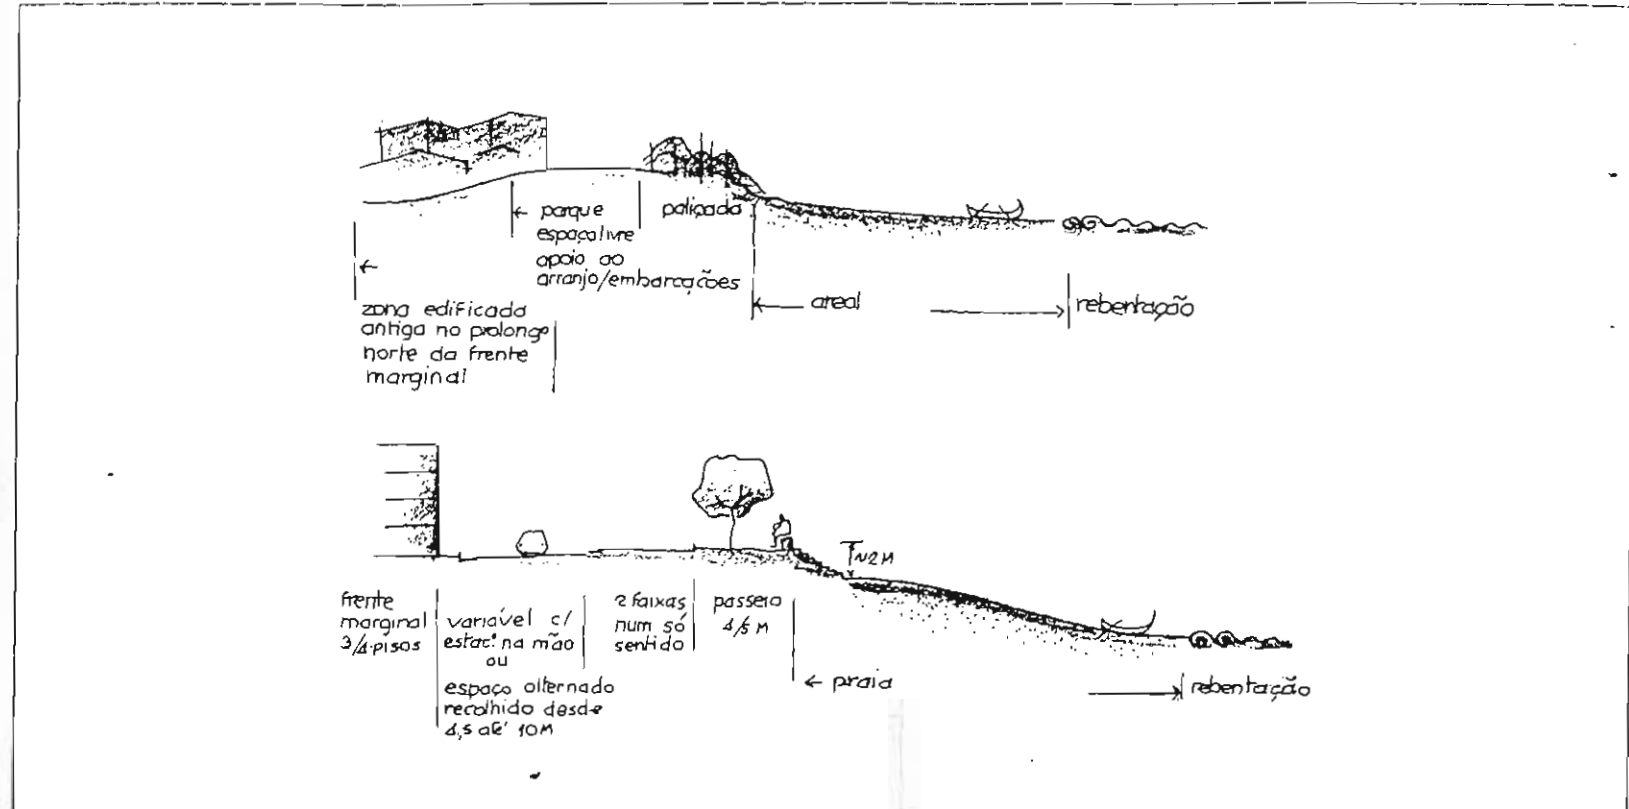 parque
espaço livre
apoio ao
arranjo/embarcações
paliçada
areal
rebentação
zona edificada
antiga no prolongº
norte da frente
marginal
N2M
frente
marginal
3/4 pisos
variável c/
estacº na mão
ou
espaço alternado
recolhido desde
4,5 até 10M
2 faixas
num só
sentido
passeio
4/5 M
praia
rebentação